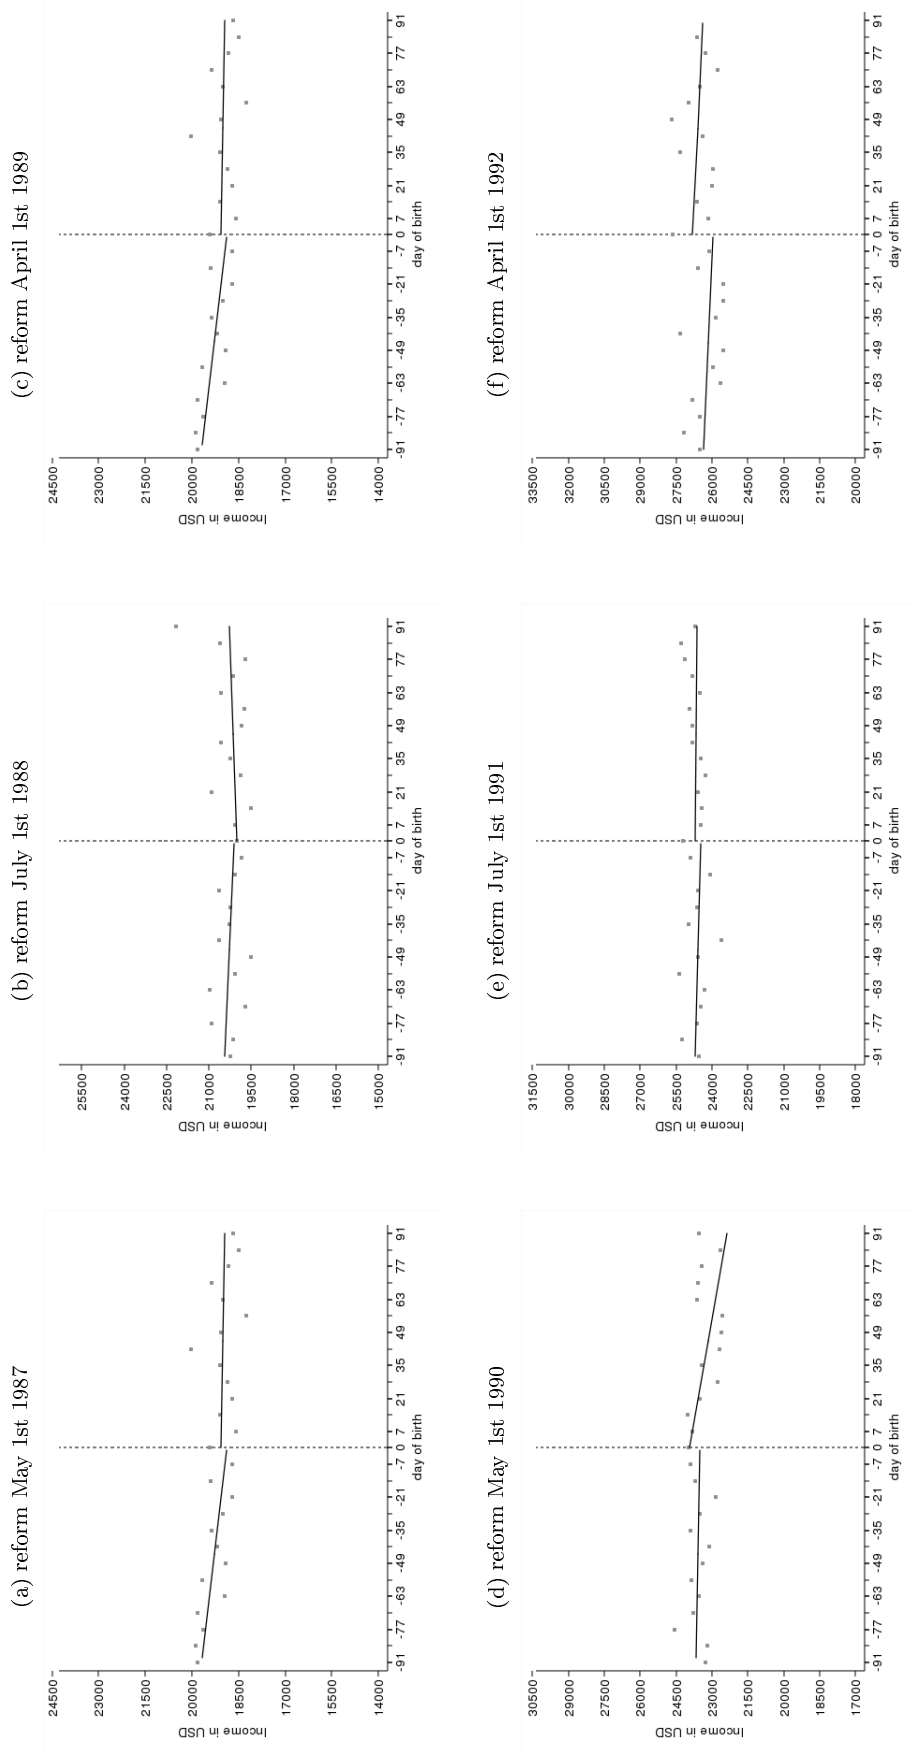 (a) reform May 1st 1987
Income in USD
24500
23000
21500
20000
18500
17000
15500
14000
-91 -77 -63 -49 -35 -21 -7 0 7 21 35 49 63 77 91
day of birth
(b) reform July 1st 1988
Income in USD
25500
24000
22500
21000
19500
18000
16500
15000
-91 -77 -63 -49 -35 -21 -7 0 7 21 35 49 63 77 91
day of birth
(c) reform April 1st 1989
Income in USD
24500
23000
21500
20000
18500
17000
15500
14000
-91 -77 -63 -49 -35 -21 -7 0 7 21 35 49 63 77 91
day of birth
(d) reform May 1st 1990
Income in USD
30500
29000
27500
26000
24500
23000
21500
20000
18500
17000
-91 -77 -63 -49 -35 -21 -7 0 7 21 35 49 63 77 91
day of birth
(e) reform July 1st 1991
Income in USD
31500
30000
28500
27000
25500
24000
22500
21000
19500
18000
-91 -77 -63 -49 -35 -21 -7 0 7 21 35 49 63 77 91
day of birth
(f) reform April 1st 1992
Income in USD
33500
32000
30500
29000
27500
26000
24500
23000
21500
20000
-91 -77 -63 -49 -35 -21 -7 0 7 21 35 49 63 77 91
day of birth